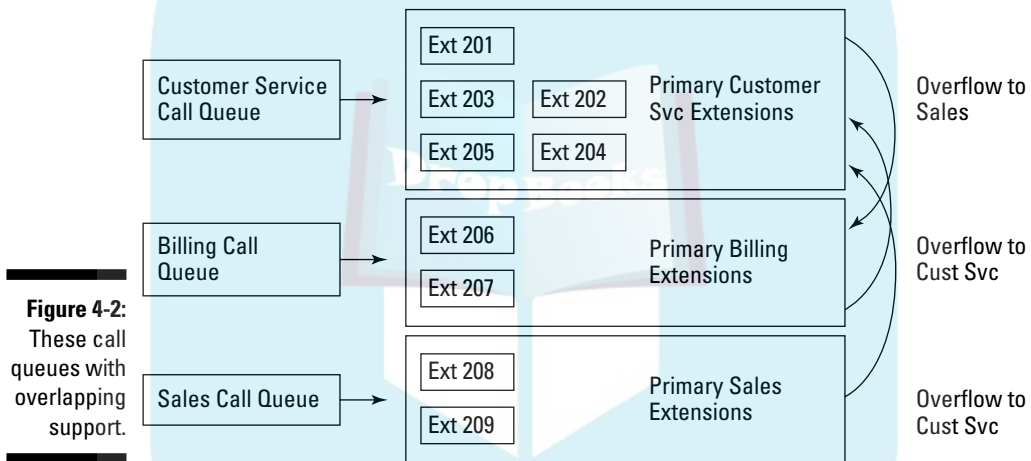 Customer Service
Call Queue
Ext 201
Ext 203
Ext 202
Ext 205
Ext 204
Primary Customer
Svc Extensions
Overflow to
Sales
Billing Call
Queue
Ext 206
Ext 207
Primary Billing
Extensions
Overflow to
Cust Svc
Sales Call Queue
Ext 208
Ext 209
Primary Sales
Extensions
Overflow to
Cust Svc
Figure 4-2:
These call
queues with
overlapping
support.
DropBooks